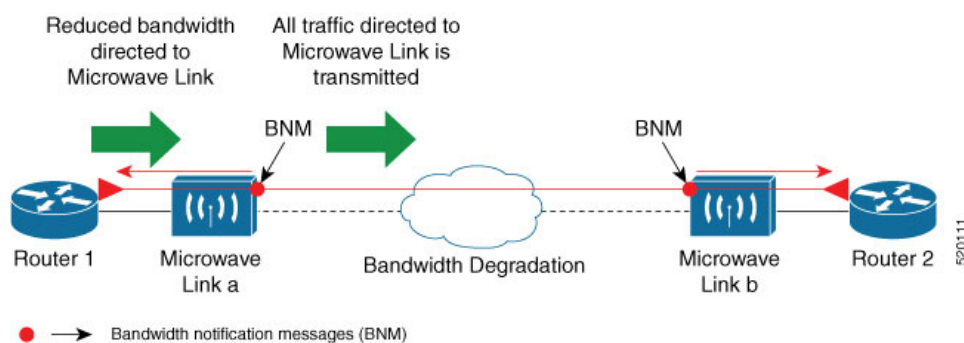 Reduced bandwidth
directed to
Microwave Link
All traffic directed to
Microwave Link is
transmitted
BNM
BNM
Router 1
Microwave
Link a
Bandwidth Degradation
Microwave
Link b
Router 2
520111
Bandwidth notification messages (BNM)